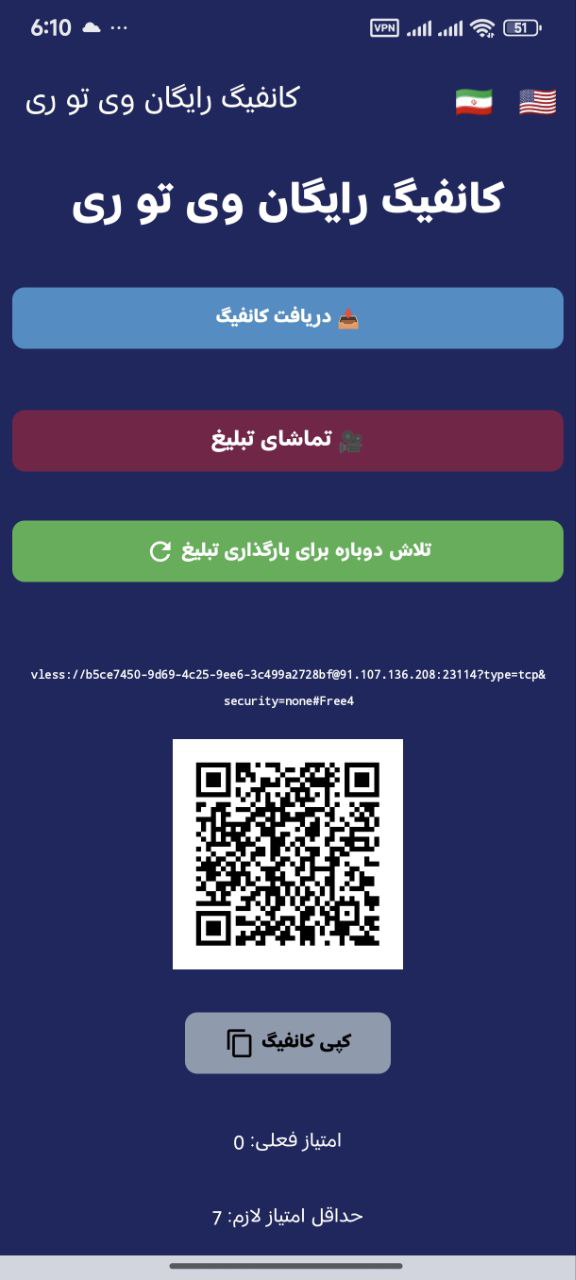 6:10 ...
VPN 51
کانفیگ رایگان وی تو ری
کانفیگ رایگان وی تو ری
دریافت کانفیگ
تماشای تبلیغ
تلاش دوباره برای بارگذاری تبلیغ
vless://b5ce7450-9d69-4c25-9ee6-3c499a2728bf@91.107.136.208:23114?type=tcp&
security=none#Free4
کپی کانفیگ
امتیاز فعلی: 0
حداقل امتیاز لازم: 7